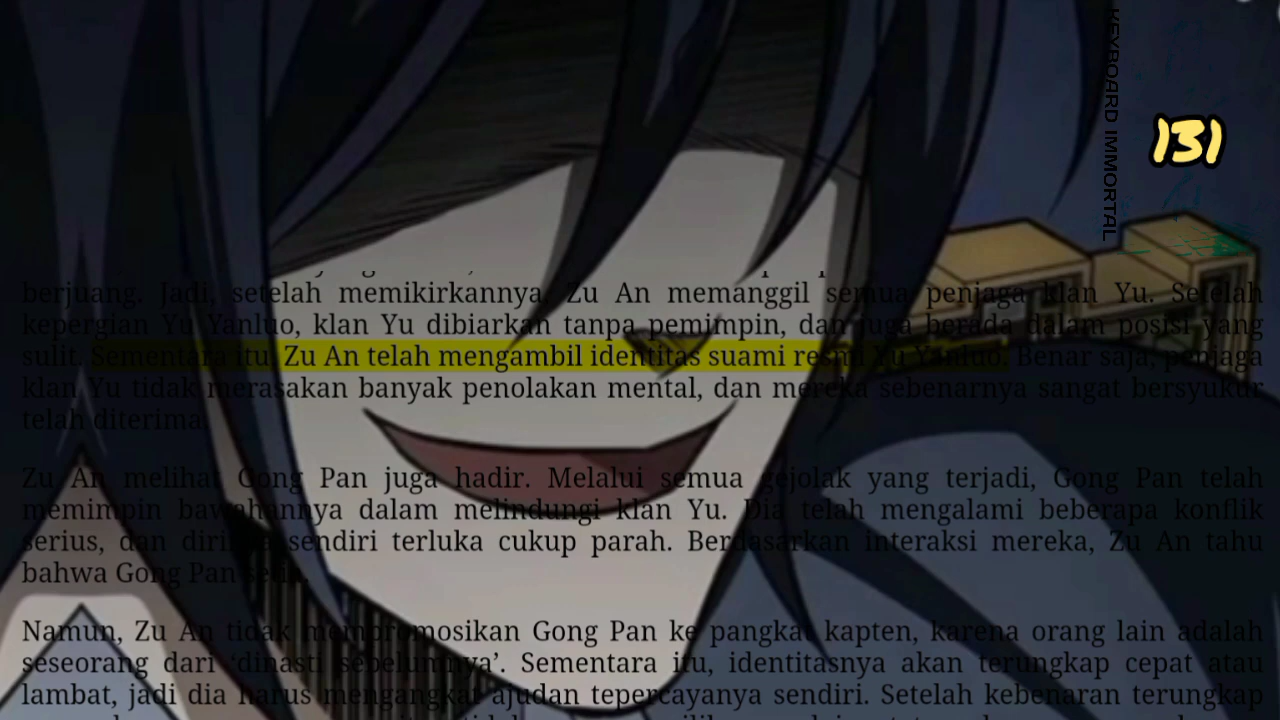 KEYBOARD IMMORTAL
131
berjuang. Jadi, setelah memikirkannya, Zu An memanggil semua penjaga klan Yu. Setelah
kepergian Yu Yanluo, klan Yu dibiarkan tanpa pemimpin, dan juga berada dalam posisi yang
sulit. Sementara itu, Zu An telah mengambil identitas suami resmi Yu Yanluo. Benar saja, penjaga
klan Yu tidak merasakan banyak penolakan mental, dan mereka sebenarnya sangat bersyukur
telah diterima.
Zu An melihat Gong Pan juga hadir. Melalui semua gejolak yang terjadi, Gong Pan telah
memimpin bawahannya dalam melindungi klan Yu. Dia telah mengalami beberapa konflik
serius, dan dirinya sendiri terluka cukup parah. Berdasarkan interaksi mereka, Zu An tahu
bahwa Gong Pan setia.
Namun, Zu An tidak mempromosikan Gong Pan ke pangkat kapten, karena orang lain adalah
seseorang dari ‘dinasti sebelumnya’. Sementara itu, identitasnya akan terungkap cepat atau
lambat, jadi dia harus mengangkat ajudan tepercayanya sendiri. Setelah kebenaran terungkap